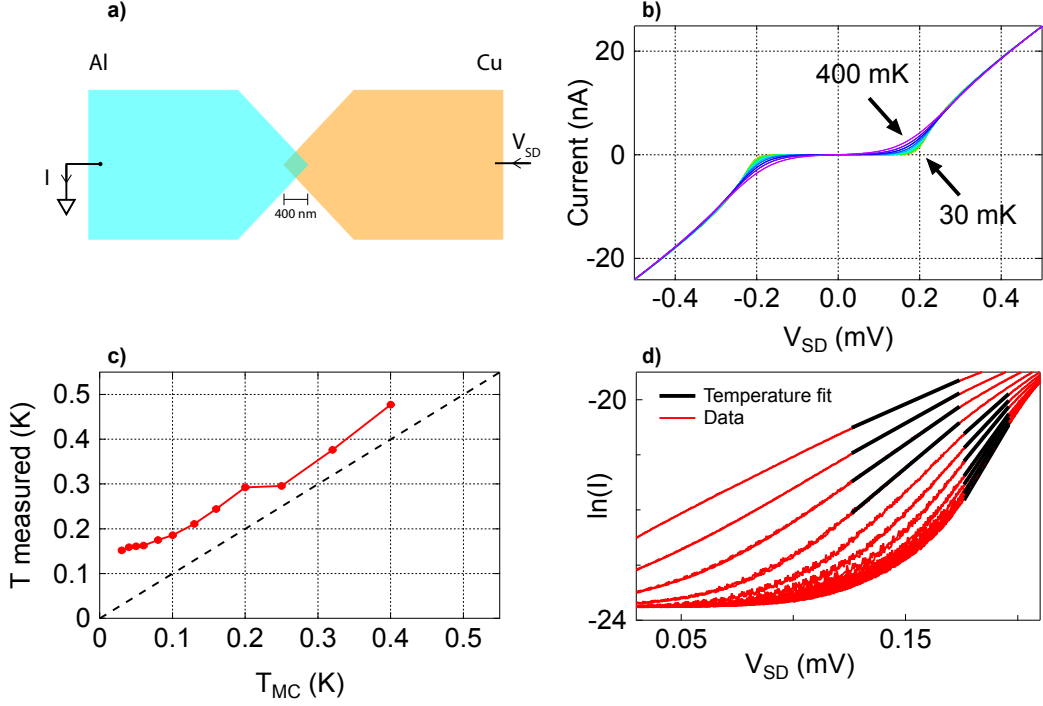 a)
Al
Cu
I
V_SD
400 nm
b)
Current (nA)
20
0
-20
400 mK
30 mK
-0.4
-0.2
0.0
0.2
0.4
V_SD (mV)
c)
T measured (K)
0.5
0.4
0.3
0.2
0.1
0
0
0.1
0.2
0.3
0.4
0.5
T_MC (K)
d)
ln(I)
-20
-24
Temperature fit
Data
0.05
0.15
V_SD (mV)